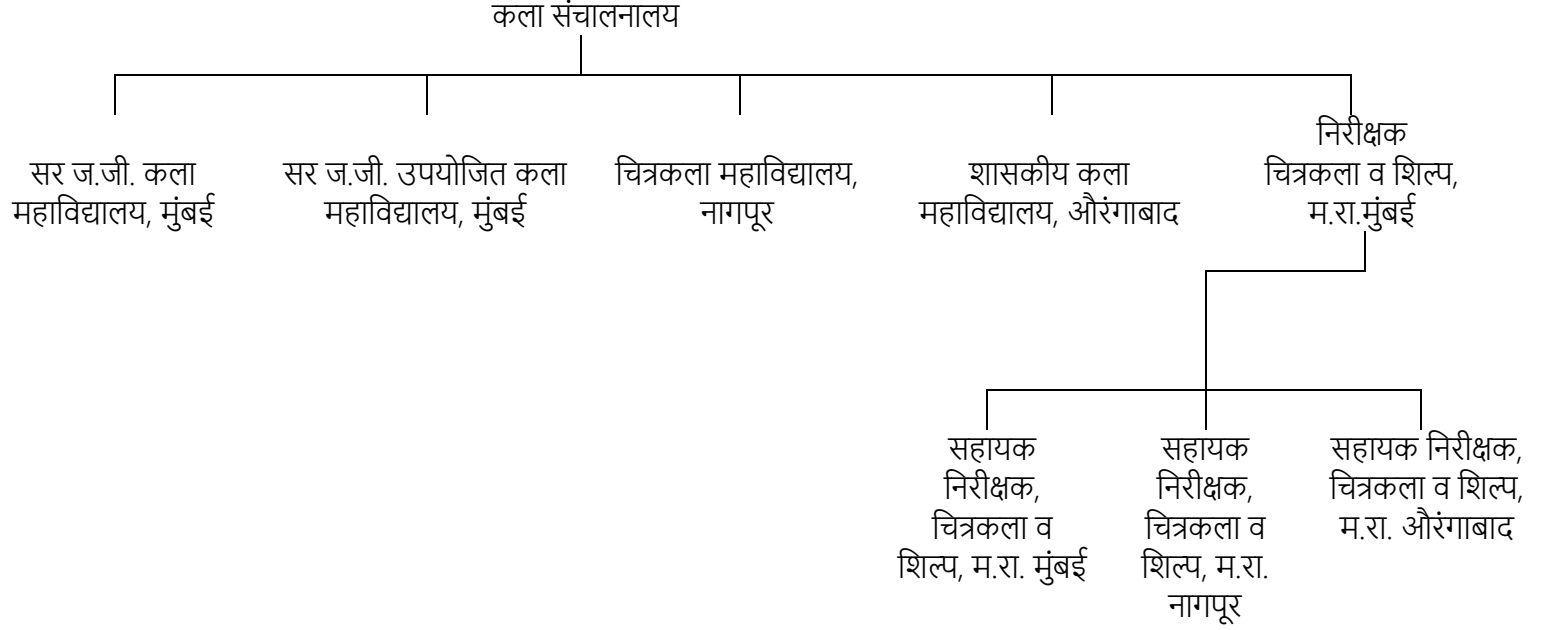 कला संचालनालय
सर ज.जी. कला
महाविद्यालय, मुंबई
सर ज.जी. उपयोजित कला
महाविद्यालय, मुंबई
चित्रकला महाविद्यालय,
नागपूर
शासकीय कला
महाविद्यालय, औरंगाबाद
निरीक्षक
चित्रकला व शिल्प,
म.रा.मुंबई
सहायक
निरीक्षक,
चित्रकला व
शिल्प, म.रा. मुंबई
सहायक
निरीक्षक,
चित्रकला व
शिल्प, म.रा.
नागपूर
सहायक निरीक्षक,
चित्रकला व शिल्प,
म.रा. औरंगाबाद